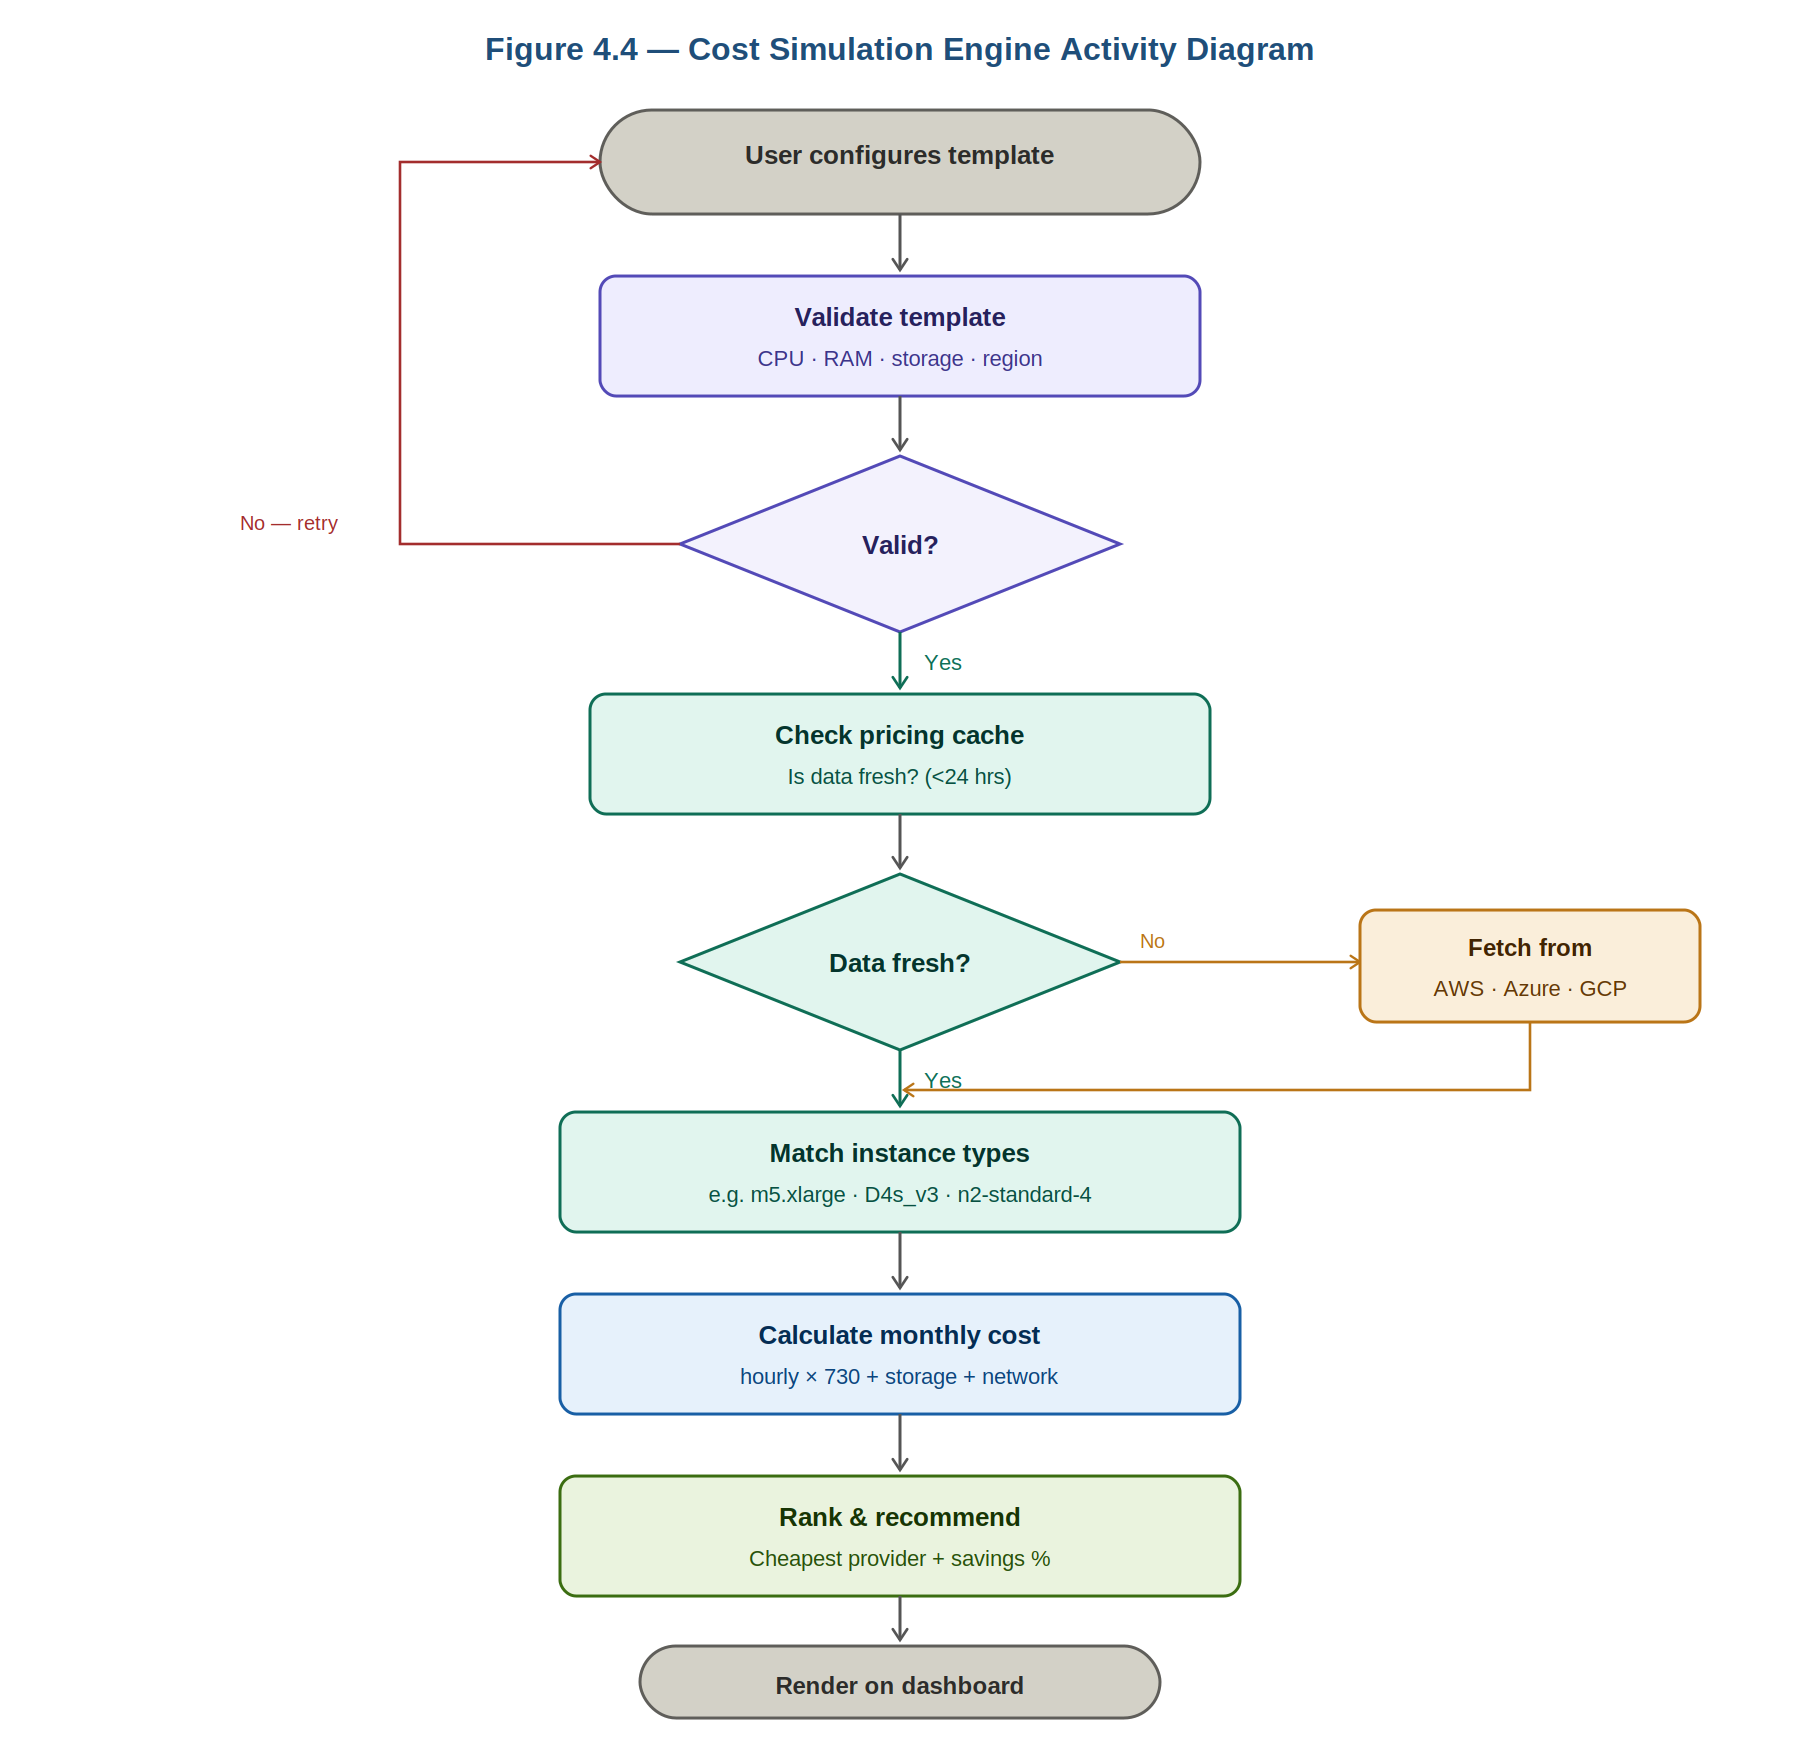 Figure 4.4 — Cost Simulation Engine Activity Diagram
User configures template
Validate template
CPU · RAM · storage · region
No — retry
Valid?
Yes
Check pricing cache
Is data fresh? (<24 hrs)
Data fresh?
No
Fetch from
AWS · Azure · GCP
Yes
Match instance types
e.g. m5.xlarge · D4s_v3 · n2-standard-4
Calculate monthly cost
hourly × 730 + storage + network
Rank & recommend
Cheapest provider + savings %
Render on dashboard